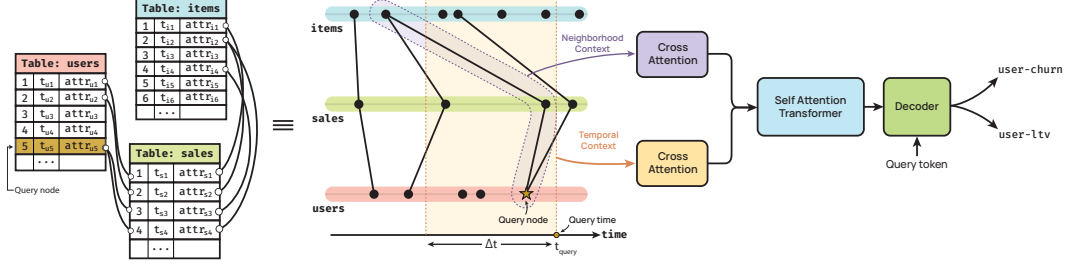 Table: users
1 t_u1 attr_u1
2 t_u2 attr_u2
3 t_u3 attr_u3
4 t_u4 attr_u4
5 t_u5 attr_u5
...
Query node
Table: items
1 t_i1 attr_i1
2 t_i2 attr_i2
3 t_i3 attr_i3
4 t_i4 attr_i4
5 t_i5 attr_i5
6 t_i6 attr_i6
...
Table: sales
1 t_s1 attr_s1
2 t_s2 attr_s2
3 t_s3 attr_s3
4 t_s4 attr_s4
...
≡
items
sales
users
Neighborhood
Context
Temporal
Context
Query node
Query time
time
Δt
t_query
Cross
Attention
Cross
Attention
Self Attention
Transformer
Decoder
Query token
user-churn
user-ltv